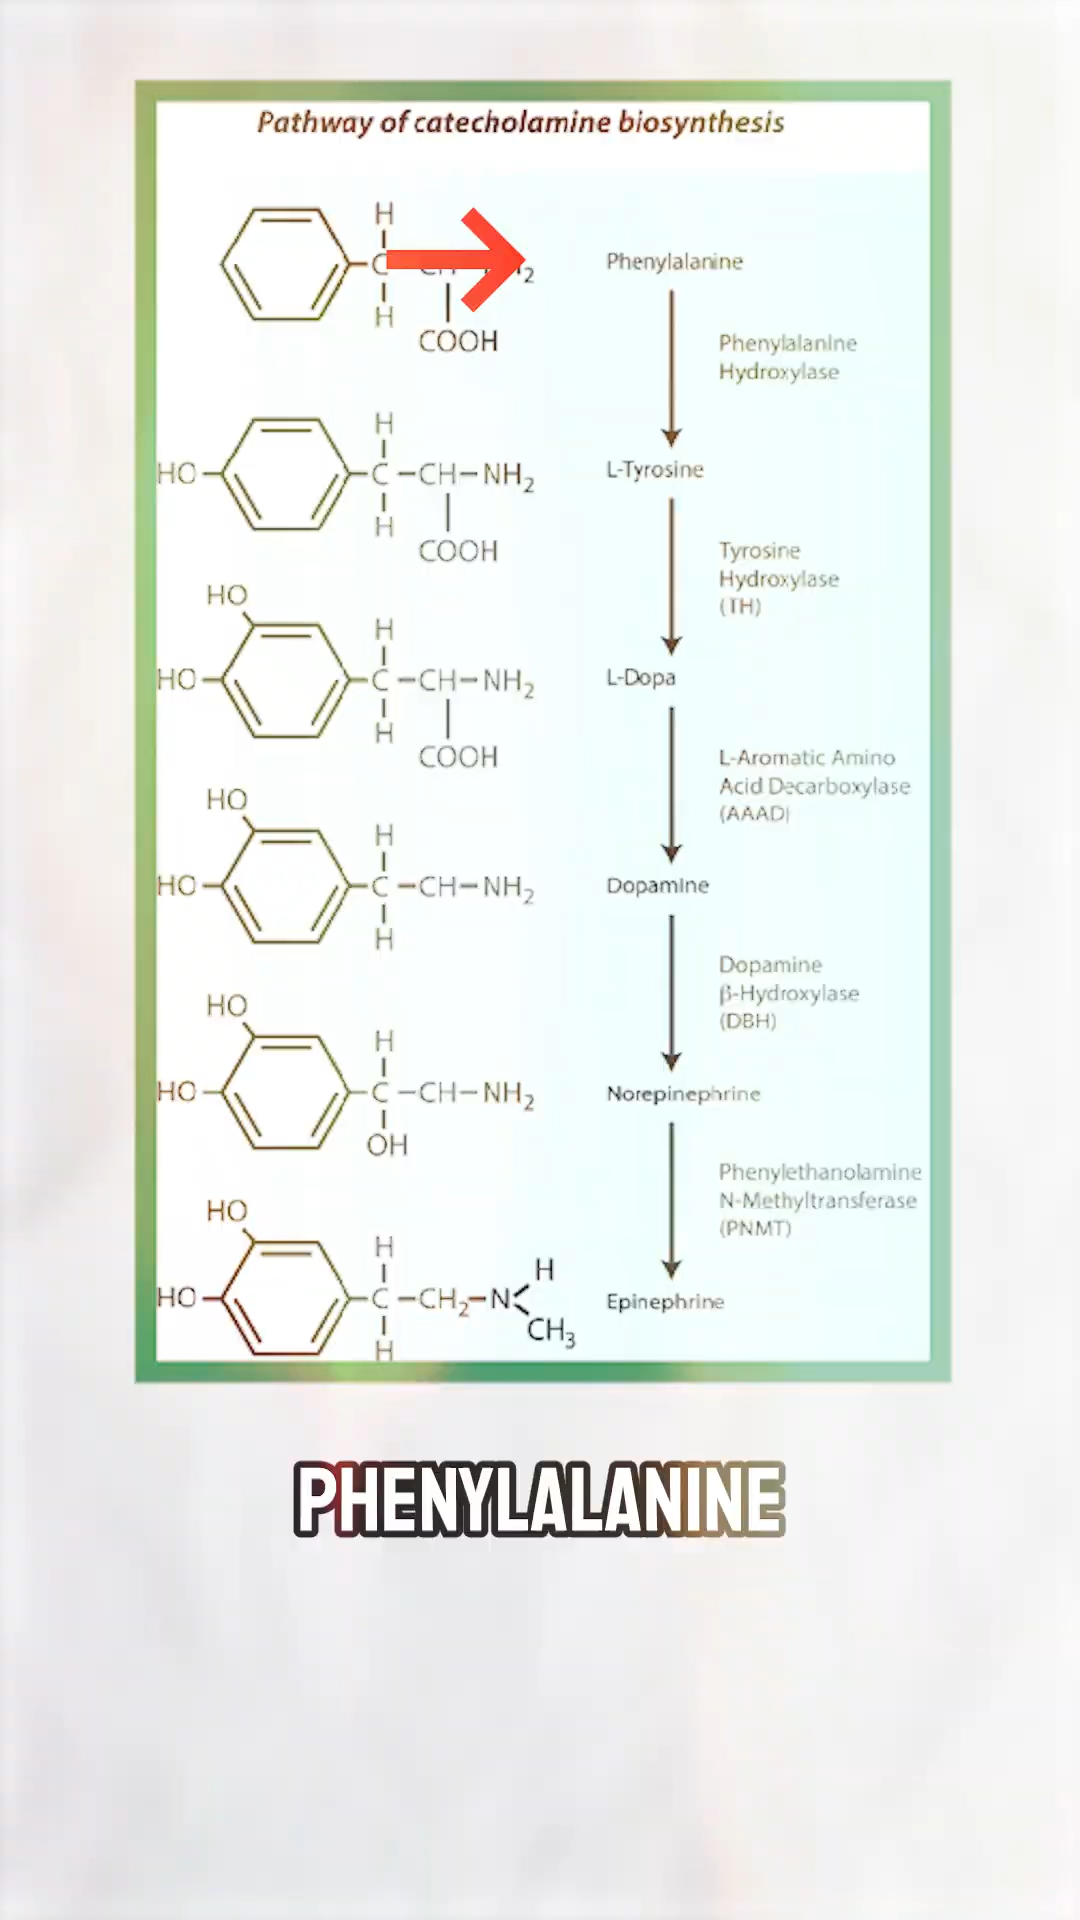 Pathway of catecholamine biosynthesis
H
C
H
COOH
2
Phenylalanine
Phenylalanine
Hydroxylase
HO
H
C-CH-NH2
H
COOH
L-Tyrosine
Tyrosine
Hydroxylase
(TH)
HO
HO
H
C-CH-NH2
H
COOH
L-Dopa
L-Aromatic Amino
Acid Decarboxylase
(AAAD)
HO
HO
H
C-CH-NH2
H
Dopamine
Dopamine
β-Hydroxylase
(DBH)
HO
HO
H
C-CH-NH2
OH
Norepinephrine
Phenylethanolamine
N-Methyltransferase
(PNMT)
HO
HO
H
C-CH2-N
H
CH3
H
Epinephrine
PHENYLALANINE